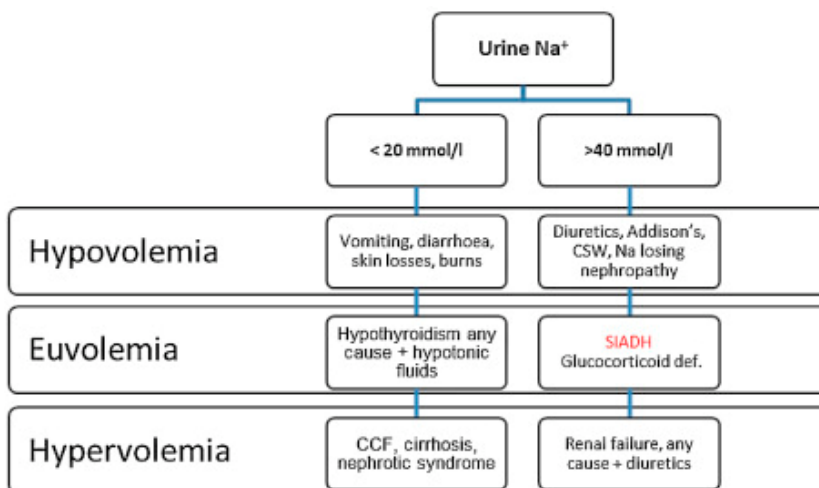 Urine Na⁺
< 20 mmol/l
>40 mmol/l
Hypovolemia
Vomiting, diarrhoea,
skin losses, burns
Diuretics, Addison's,
CSW, Na losing
nephropathy
Euvolemia
Hypothyroidism any
cause + hypotonic
fluids
SIADH
Glucocorticoid def.
Hypervolemia
CCF, cirrhosis,
nephrotic syndrome
Renal failure, any
cause + diuretics